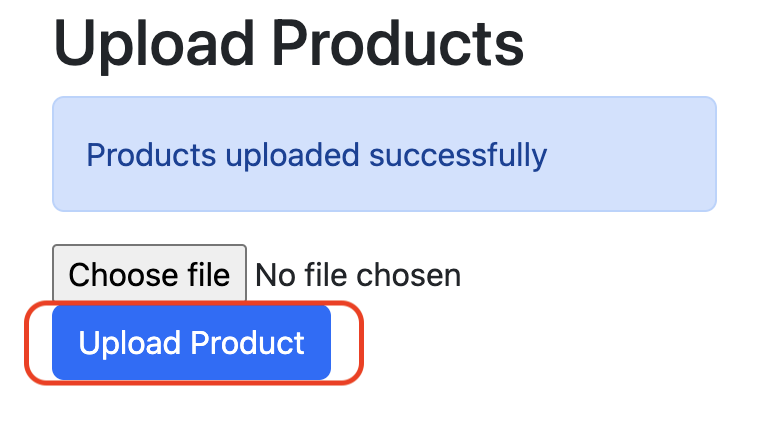 Upload Products
Products uploaded successfully
Choose file No file chosen
Upload Product